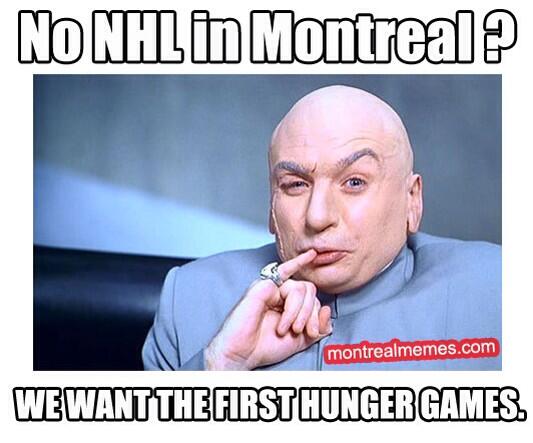 No NHL in Montreal ?
montrealmemes.com
WE WANT THE FIRST HUNGER GAMES.